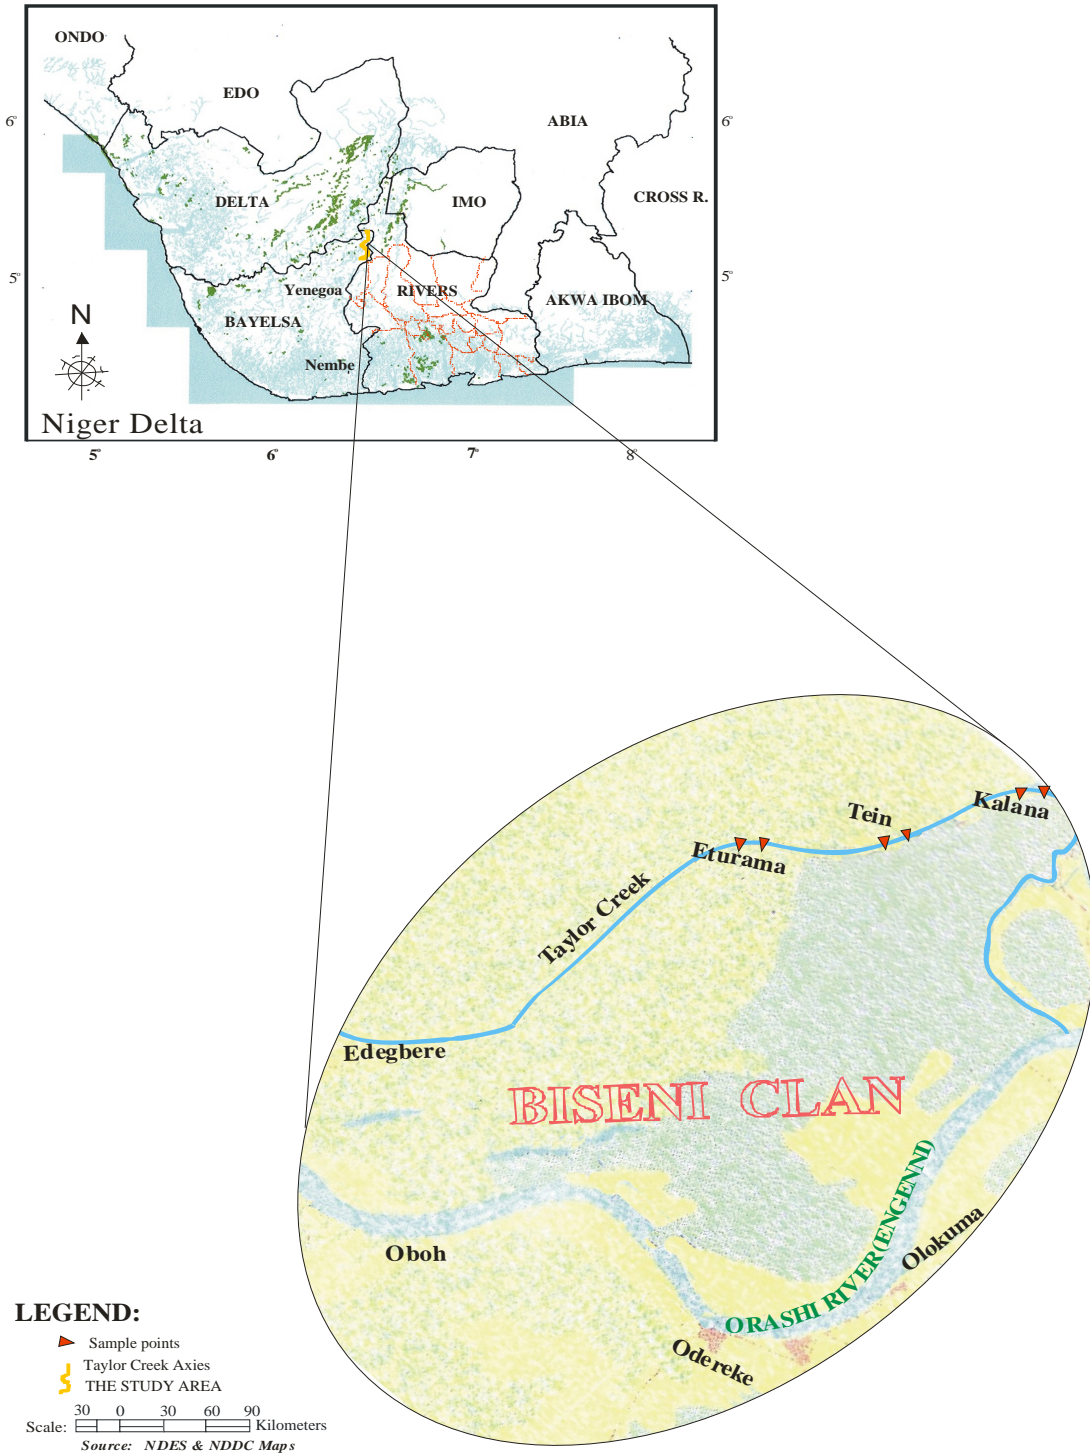 ONDO
EDO
6°
6°
ABIA
DELTA
IMO
CROSS R.
5°
5°
Yenegoa
RIVERS
AKWA IBOM
BAYELSA
N
Nembe
Niger Delta
5°
6°
7°
8°
Kalana
Tein
Eturama
Taylor Creek
Edegbere
BISENI CLAN
ORASHI RIVER(ENGENNI)
Olokuma
Oboh
Odereke
LEGEND:
Sample points
Taylor Creek Axies
THE STUDY AREA
30 0 30 60 90
Scale: Kilometers
Source: NDES & NDDC Maps